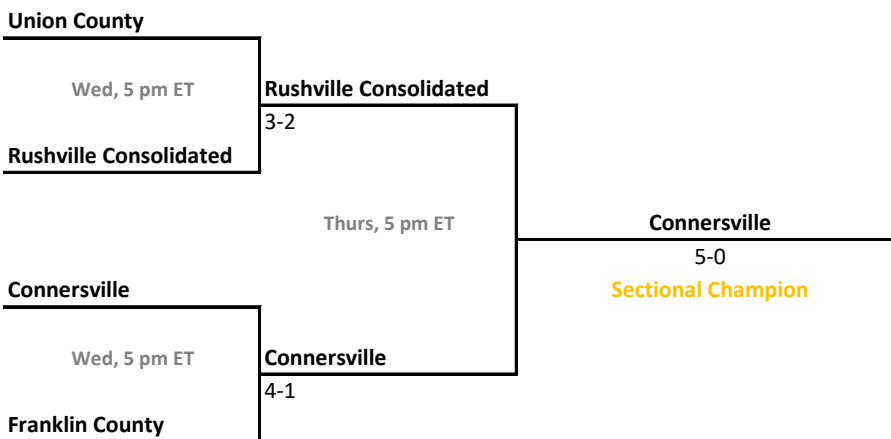 Union County
Wed, 5 pm ET
Rushville Consolidated
3-2
Rushville Consolidated
Thurs, 5 pm ET
Connersville
5-0
Sectional Champion
Connersville
Wed, 5 pm ET
Connersville
4-1
Franklin County